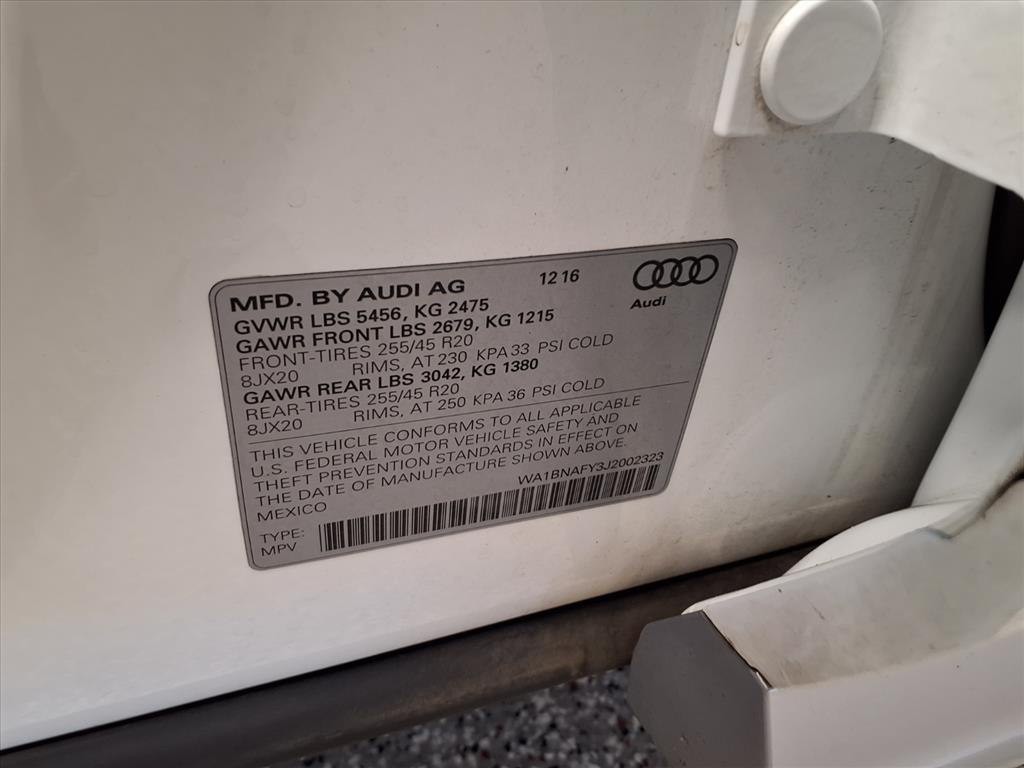 MFD. BY AUDI AG 12 16
Audi
GVWR LBS 5456, KG 2475
GAWR FRONT LBS 2679, KG 1215
FRONT-TIRES 255/45 R20
8JX20 RIMS, AT 230 KPA 33 PSI COLD
GAWR REAR LBS 3042, KG 1380
REAR-TIRES 255/45 R20
8JX20 RIMS, AT 250 KPA 36 PSI COLD
THIS VEHICLE CONFORMS TO ALL APPLICABLE
U.S. FEDERAL MOTOR VEHICLE SAFETY AND
THEFT PREVENTION STANDARDS IN EFFECT ON
THE DATE OF MANUFACTURE SHOWN ABOVE.
MEXICO WA1BNAFY3J2002323
TYPE:
MPV